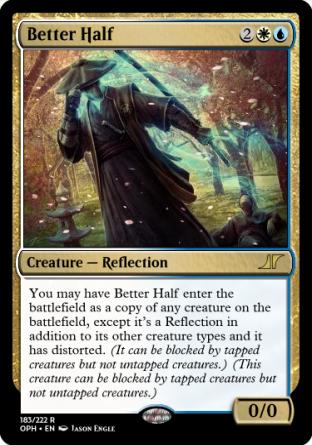 Better Half 2
Creature — Reflection
You may have Better Half enter the
battlefield as a copy of any creature on the
battlefield, except it's a Reflection in
addition to its other creature types and it
has distorted. (It can be blocked by tapped
creatures but not untapped creatures.) (This
creature can be blocked by tapped creatures but
not untapped creatures.)
0/0
183/222 R
OPH • EN JASON ENGLE